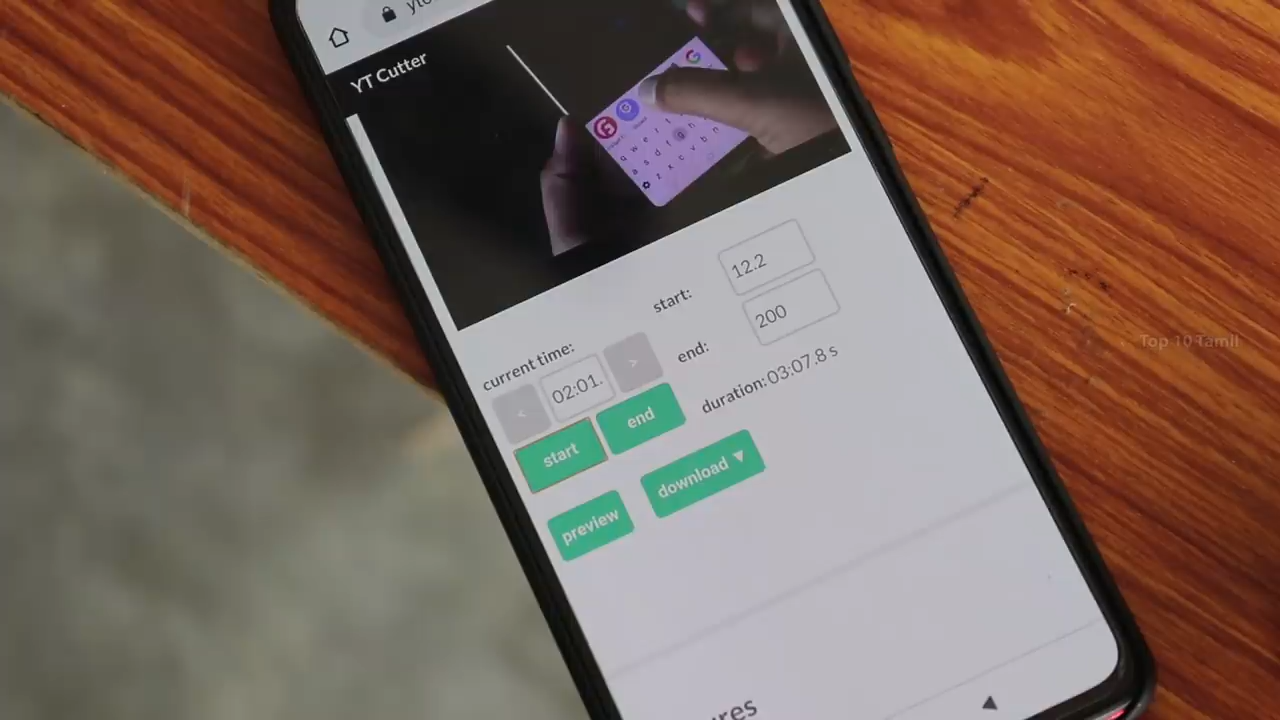 YT Cutter
start:
12.2
end:
200
current time:
<
02:01.
>
duration: 03:07.8 s
start
end
preview
download ▼
Top 10 Tamil